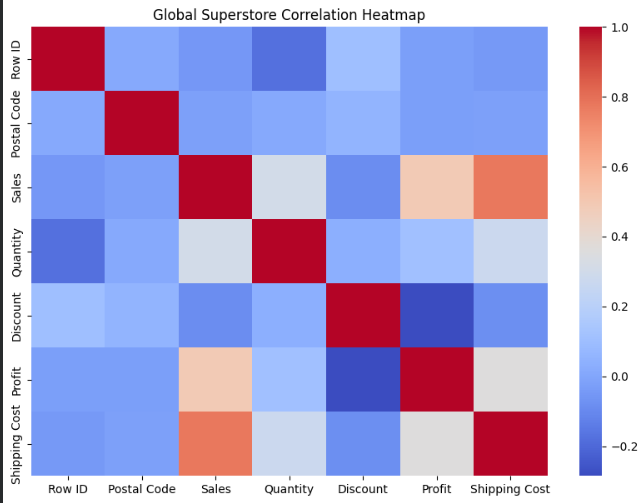 Global Superstore Correlation Heatmap
Row ID
Postal Code
Sales
Quantity
Discount
Profit
Shipping Cost
Row ID
Postal Code
Sales
Quantity
Discount
Profit
Shipping Cost
1.0
0.8
0.6
0.4
0.2
0.0
−0.2